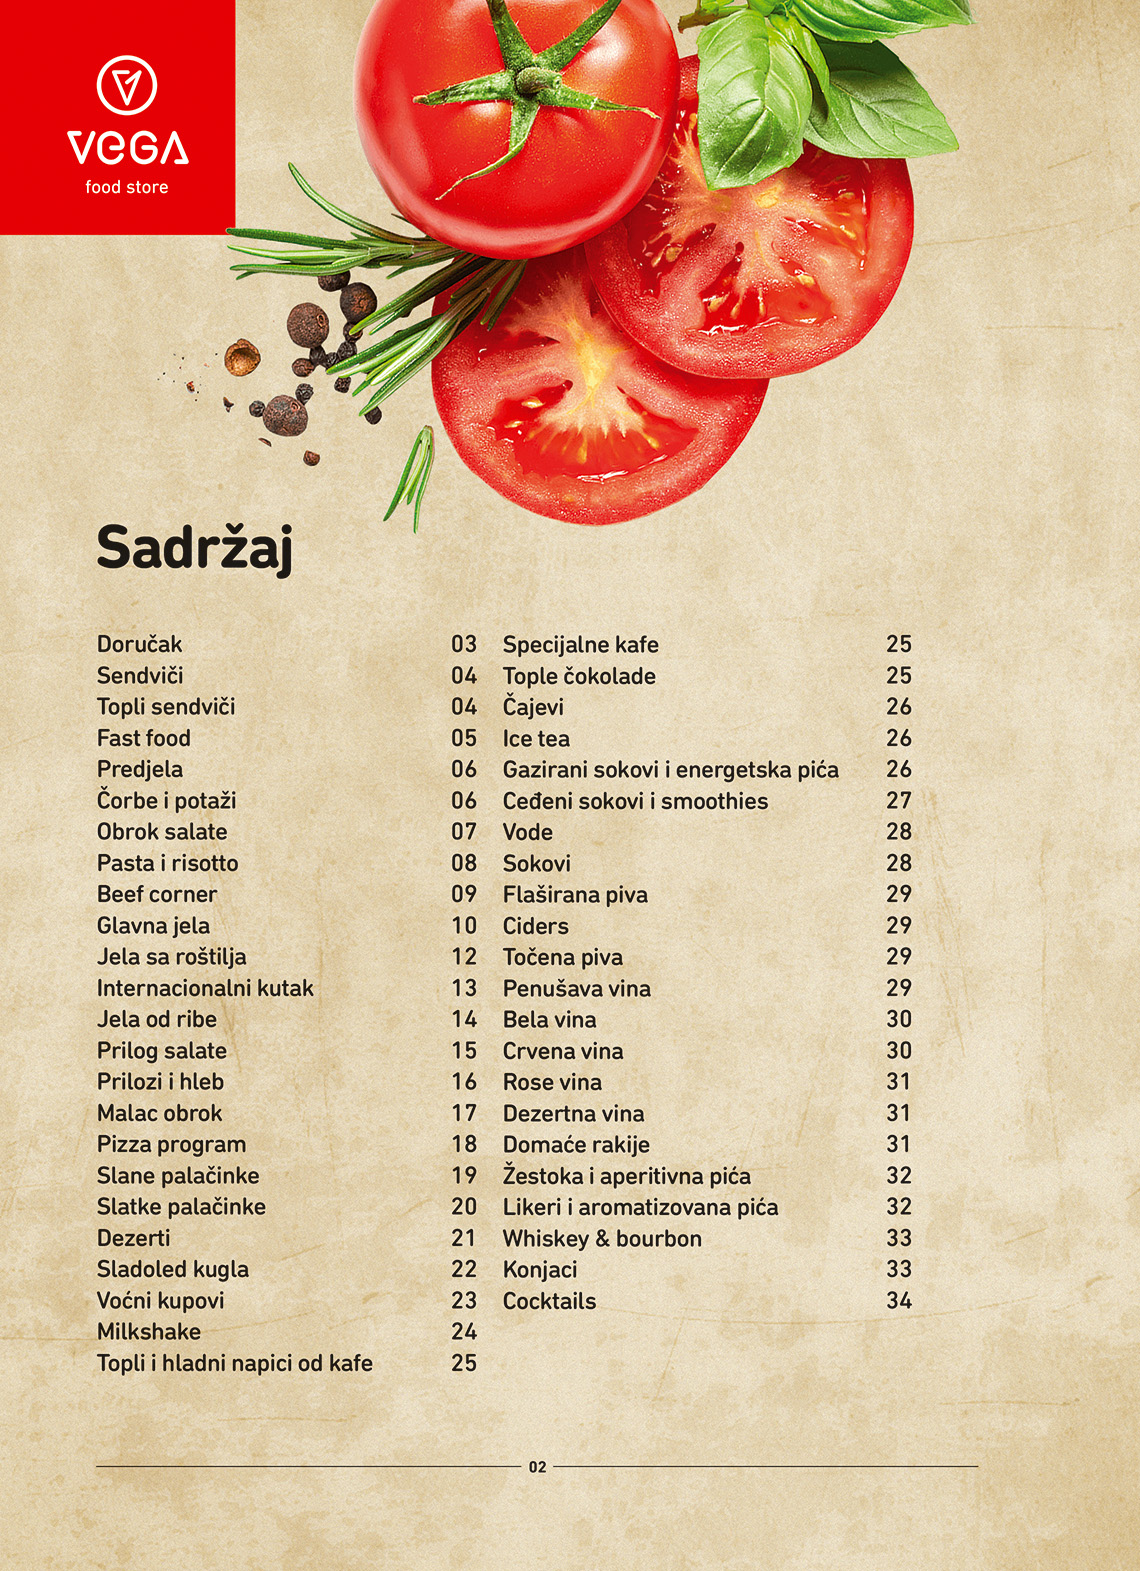 VEGA
food store
Sadržaj
Doručak 03
Sendviči 04
Topli sendviči 04
Fast food 05
Predjela 06
Čorbe i potaži 06
Obrok salate 07
Pasta i risotto 08
Beef corner 09
Glavna jela 10
Jela sa roštilja 12
Internacionalni kutak 13
Jela od ribe 14
Prilog salate 15
Prilozi i hleb 16
Malac obrok 17
Pizza program 18
Slane palačinke 19
Slatke palačinke 20
Dezerti 21
Sladoled kugla 22
Voćni kupovi 23
Milkshake 24
Topli i hladni napici od kafe 25
Specijalne kafe 25
Tople čokolade 25
Čajevi 26
Ice tea 26
Gazirani sokovi i energetska pića 26
Ceđeni sokovi i smoothies 27
Vode 28
Sokovi 28
Flaširana piva 29
Ciders 29
Točena piva 29
Penušava vina 29
Bela vina 30
Crvena vina 30
Rose vina 31
Dezertna vina 31
Domaće rakije 31
Žestoka i aperitivna pića 32
Likeri i aromatizovana pića 32
Whiskey & bourbon 33
Konjaci 33
Cocktails 34
02